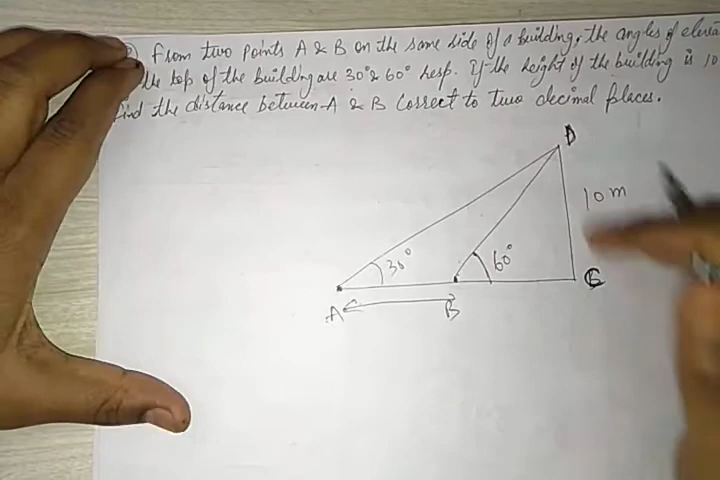 From two points A & B on the same side of a building, the angles of eleva
the top of the building are 30° & 60° resp. If the height of the building is 10
find the distance between A & B correct to two decimal places.
D
10 m
30°
60°
C
A
B